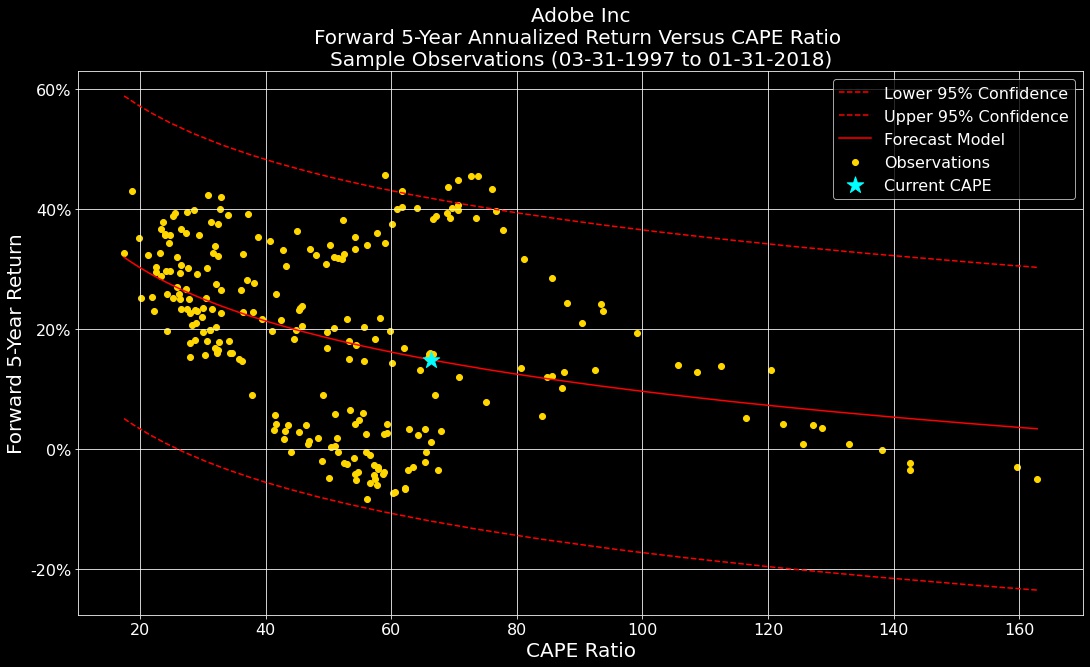 Adobe Inc
Forward 5-Year Annualized Return Versus CAPE Ratio
Sample Observations (03-31-1997 to 01-31-2018)
Lower 95% Confidence
Upper 95% Confidence
Forecast Model
Observations
Current CAPE
Forward 5-Year Return
60%
40%
20%
0%
-20%
20 40 60 80 100 120 140 160
CAPE Ratio